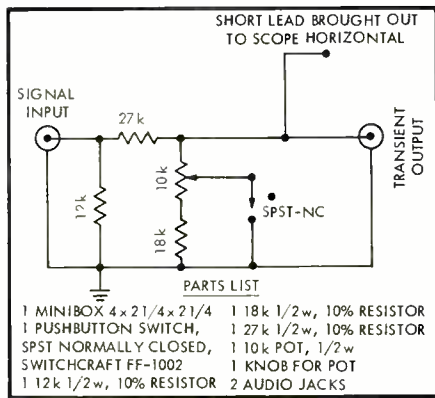 SHORT LEAD BROUGHT OUT
TO SCOPE HORIZONTAL
SIGNAL
INPUT
27k
12k
10k
18k
SPST-NC
TRANSIENT
OUTPUT
PARTS LIST
1 MINIBOX 4 x 2 1/4 x 2 1/4
1 PUSHBUTTON SWITCH,
SPST NORMALLY CLOSED,
SWITCHCRAFT FF-1002
1 12k 1/2w, 10% RESISTOR
1 18k 1/2w, 10% RESISTOR
1 27k 1/2w, 10% RESISTOR
1 10k POT, 1/2w
1 KNOB FOR POT
2 AUDIO JACKS